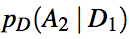 p_D(A_2 | D_1)